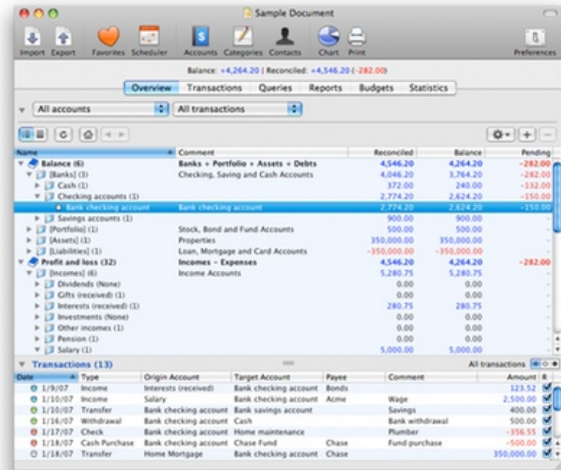 Sample Document
Import Export Favorites Scheduler Accounts Categories Contacts Chart Print Preferences
Balance: +4,264.20 | Reconciled: +4,546.20 (-282.00)
Overview Transactions Queries Reports Budgets Statistics
All accounts All transactions
Name Comment Reconciled Balance Pending
Balance (6) Banks + Portfolio + Assets + Debts 4,546.20 4,264.20 -282.00
[Banks] (3) Checking, Saving and Cash Accounts 4,046.20 3,764.20 -282.00
Cash (1) 372.00 240.00 -132.00
Checking accounts (1) 2,774.20 2,624.20 -150.00
Bank checking account Bank checking account 2,774.20 2,624.20 -150.00
Savings accounts (1) 900.00 900.00 -
[Portfolio] (1) Stock, Bond and Fund Accounts 500.00 500.00 -
[Assets] (1) Properties 350,000.00 350,000.00 -
[Liabilities] (1) Loan, Mortgage and Card Accounts -350,000.00 -350,000.00 -
Profit and loss (32) Incomes - Expenses 4,546.20 4,264.20 -282.00
[Incomes] (6) Income Accounts 5,280.75 5,280.75 -
Dividends (None) 0.00 0.00 -
Gifts (received) (1) 0.00 0.00 -
Interests (received) (1) 280.75 280.75 -
Investments (None) 0.00 0.00 -
Other incomes (1) 0.00 0.00 -
Pension (1) 0.00 0.00 -
Salary (1) 5,000.00 5,000.00 -
Transactions (13) All transactions
Date Type Origin Account Target Account Payee Comment Amount R
1/9/07 Income Interests (received) Bank checking account Bonds 123.52
1/10/07 Income Salary Bank checking account Acme Wage 2,500.00
1/10/07 Transfer Bank checking account Bank savings account Savings 400.00
1/16/07 Withdrawal Bank checking account Cash Bank withdrawal 500.00
1/17/07 Check Bank checking account Home maintenance Plumber -356.55
1/18/07 Cash Purchase Bank checking account Chase Fund Chase Fund purchase -500.00
1/18/07 Transfer Home Mortgage Bank checking account Chase 350,000.00